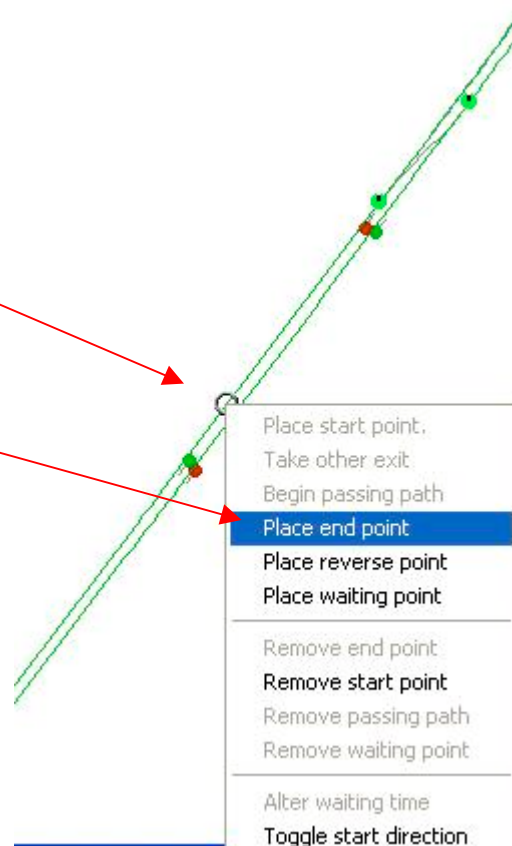 Place start point.
Take other exit
Begin passing path
Place end point
Place reverse point
Place waiting point
Remove end point
Remove start point
Remove passing path
Remove waiting point
Alter waiting time
Toggle start direction